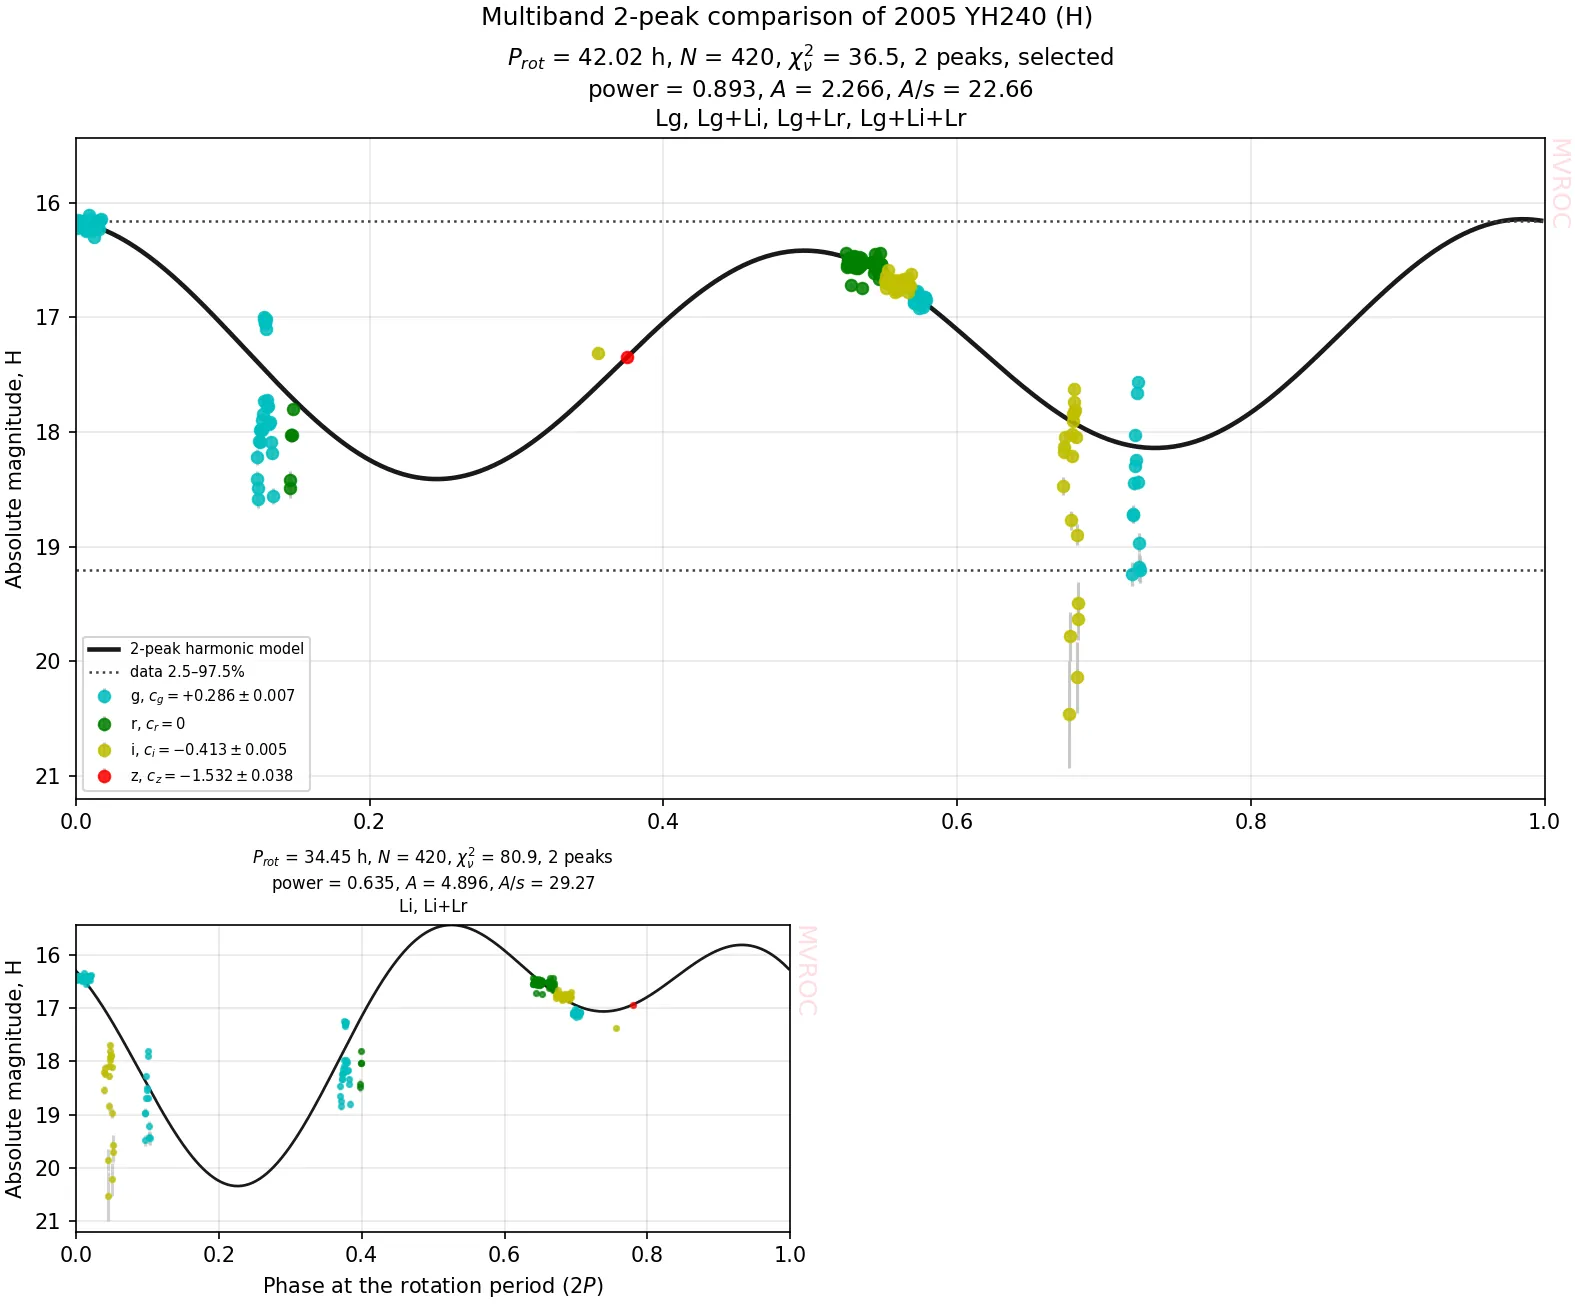 Multiband 2-peak comparison of 2005 YH240 (H)
P_rot = 42.02 h, N = 420, χ²_ν = 36.5, 2 peaks, selected
power = 0.893, A = 2.266, A/s = 22.66
Lg, Lg+Li, Lg+Lr, Lg+Li+Lr
MVROC
Absolute magnitude, H
16
17
18
19
20
21
2-peak harmonic model
data 2.5–97.5%
g, c_g = +0.286 ± 0.007
r, c_r = 0
i, c_i = −0.413 ± 0.005
z, c_z = −1.532 ± 0.038
0.0 0.2 0.4 0.6 0.8 1.0
P_rot = 34.45 h, N = 420, χ²_ν = 80.9, 2 peaks
power = 0.635, A = 4.896, A/s = 29.27
Li, Li+Lr
MVROC
Absolute magnitude, H
16
17
18
19
20
21
0.0 0.2 0.4 0.6 0.8 1.0
Phase at the rotation period (2P)